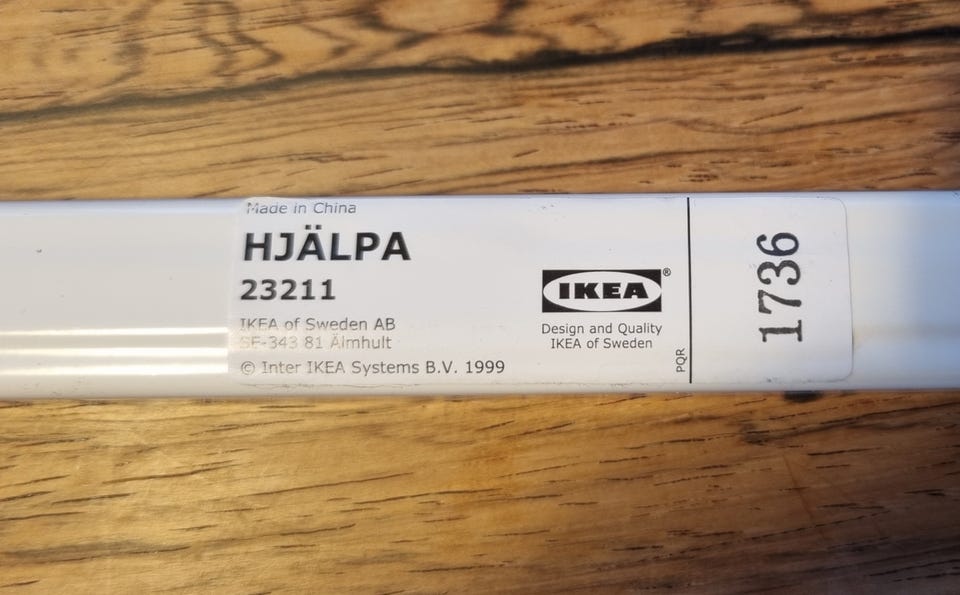 Made in China
HJÄLPA
23211
IKEA of Sweden AB
SE-343 81 Älmhult
© Inter IKEA Systems B.V. 1999
IKEA®
Design and Quality
IKEA of Sweden
PQR
1736